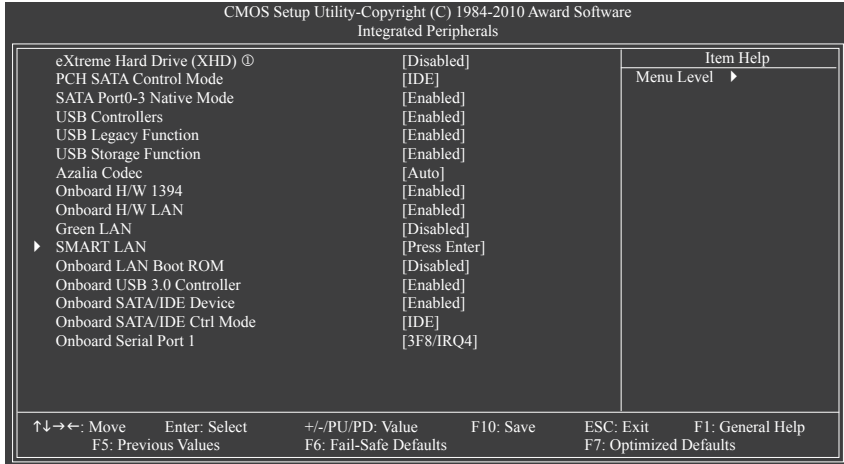 CMOS Setup Utility-Copyright (C) 1984-2010 Award Software
Integrated Peripherals
eXtreme Hard Drive (XHD) ① [Disabled]
PCH SATA Control Mode [IDE]
SATA Port0-3 Native Mode [Enabled]
USB Controllers [Enabled]
USB Legacy Function [Enabled]
USB Storage Function [Enabled]
Azalia Codec [Auto]
Onboard H/W 1394 [Enabled]
Onboard H/W LAN [Enabled]
Green LAN [Disabled]
SMART LAN [Press Enter]
Onboard LAN Boot ROM [Disabled]
Onboard USB 3.0 Controller [Enabled]
Onboard SATA/IDE Device [Enabled]
Onboard SATA/IDE Ctrl Mode [IDE]
Onboard Serial Port 1 [3F8/IRQ4]
Item Help
Menu Level ▶
↑↓→←: Move Enter: Select +/-/PU/PD: Value F10: Save ESC: Exit F1: General Help
F5: Previous Values F6: Fail-Safe Defaults F7: Optimized Defaults